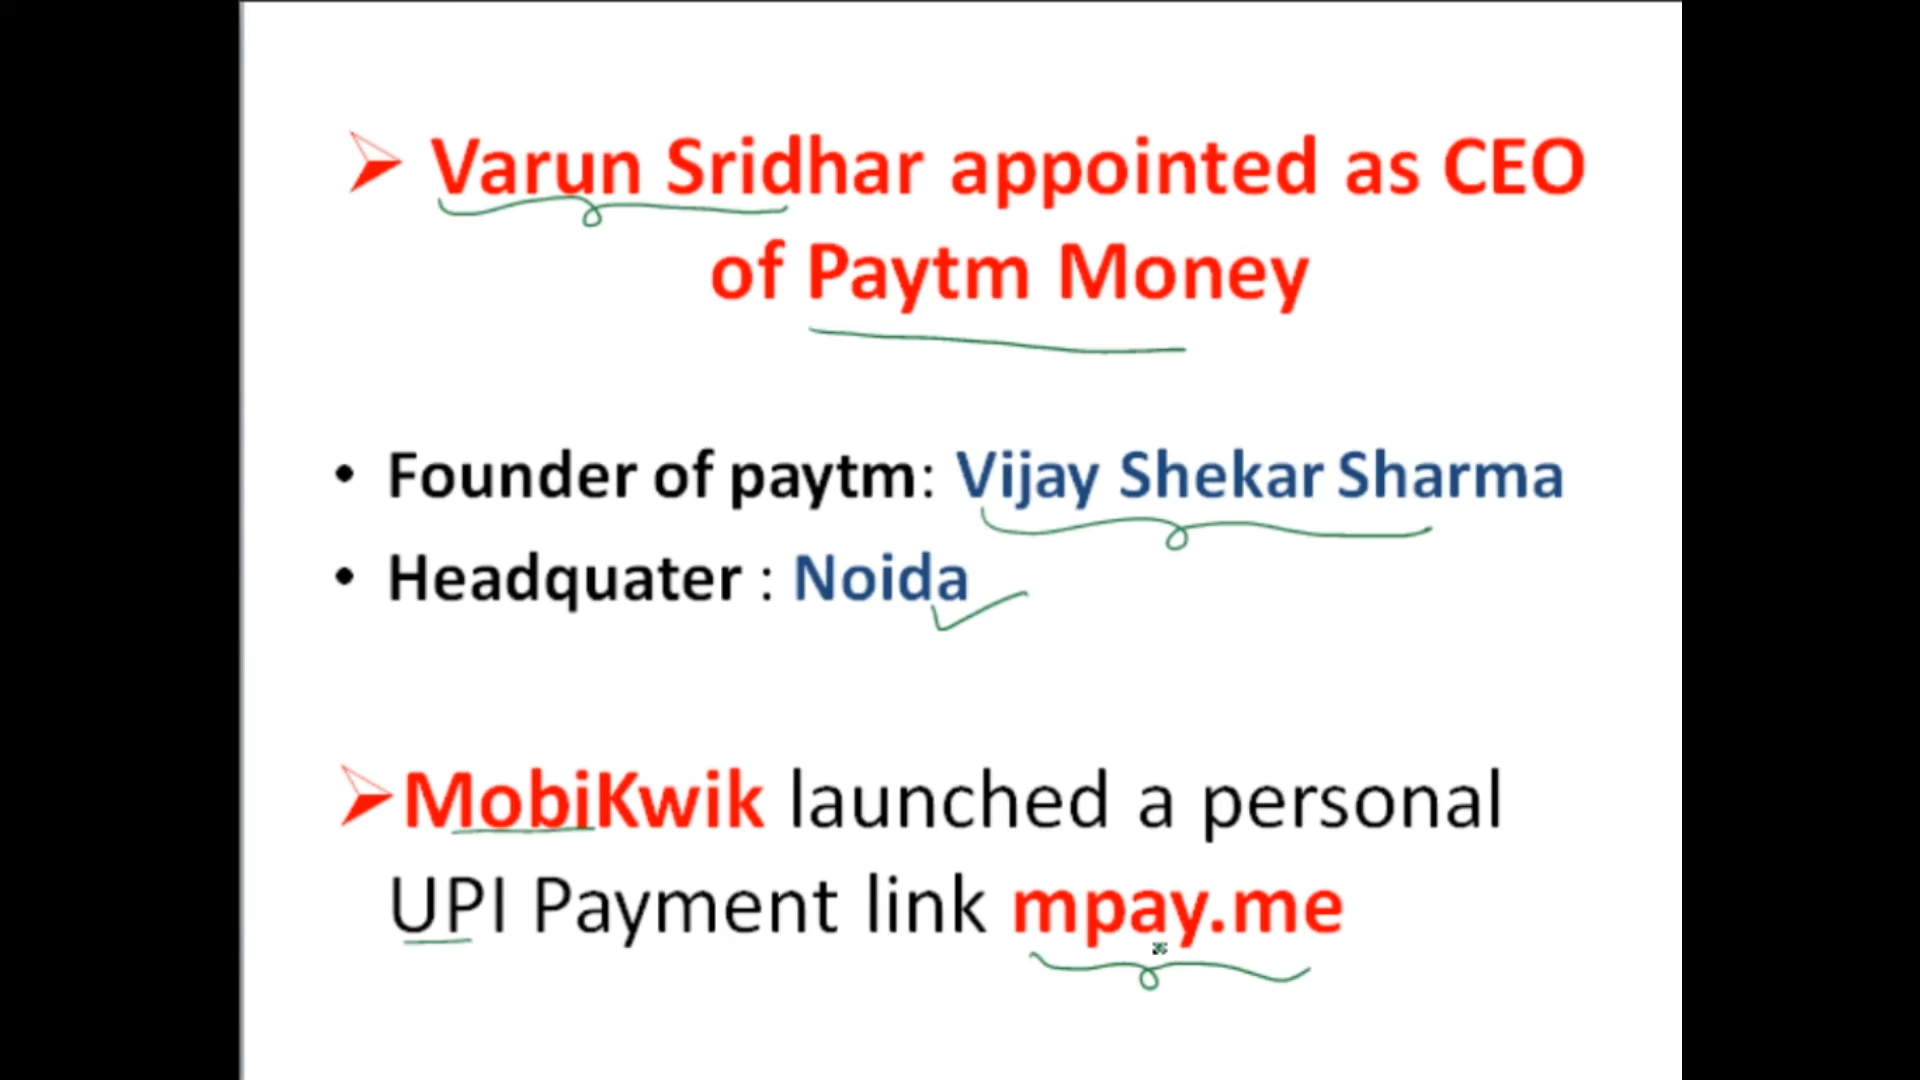 ➢ Varun Sridhar appointed as CEO
of Paytm Money
• Founder of paytm: Vijay Shekar Sharma
• Headquater : Noida
➢MobiKwik launched a personal
UPI Payment link mpay.me